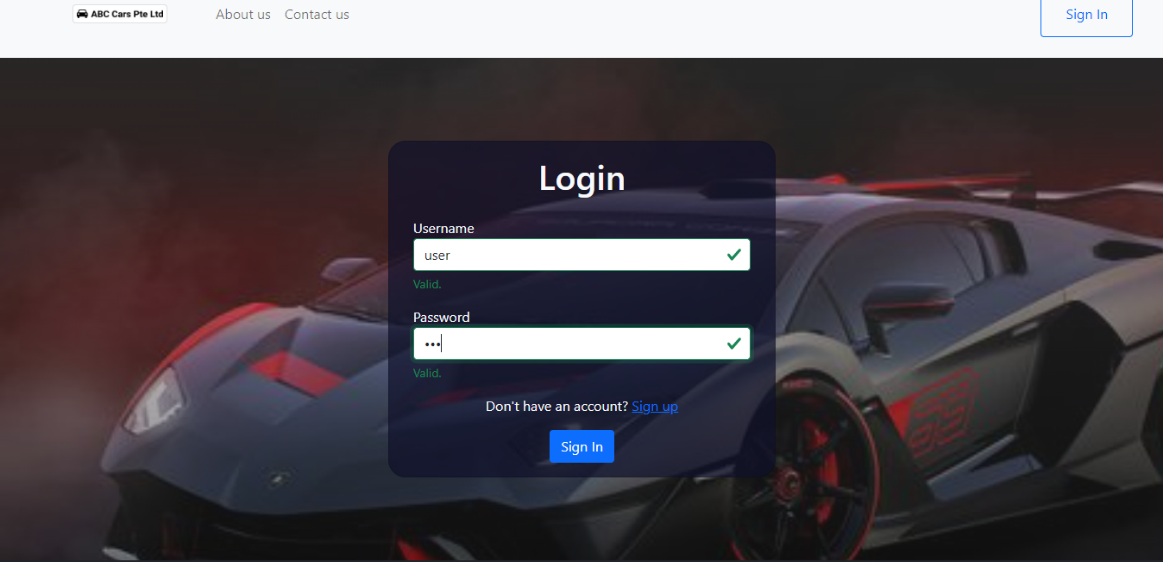 ABC Cars Pte Ltd About us Contact us Sign In
Login
Username
user
Valid.
Password
•••
Valid.
Don't have an account? Sign up
Sign In